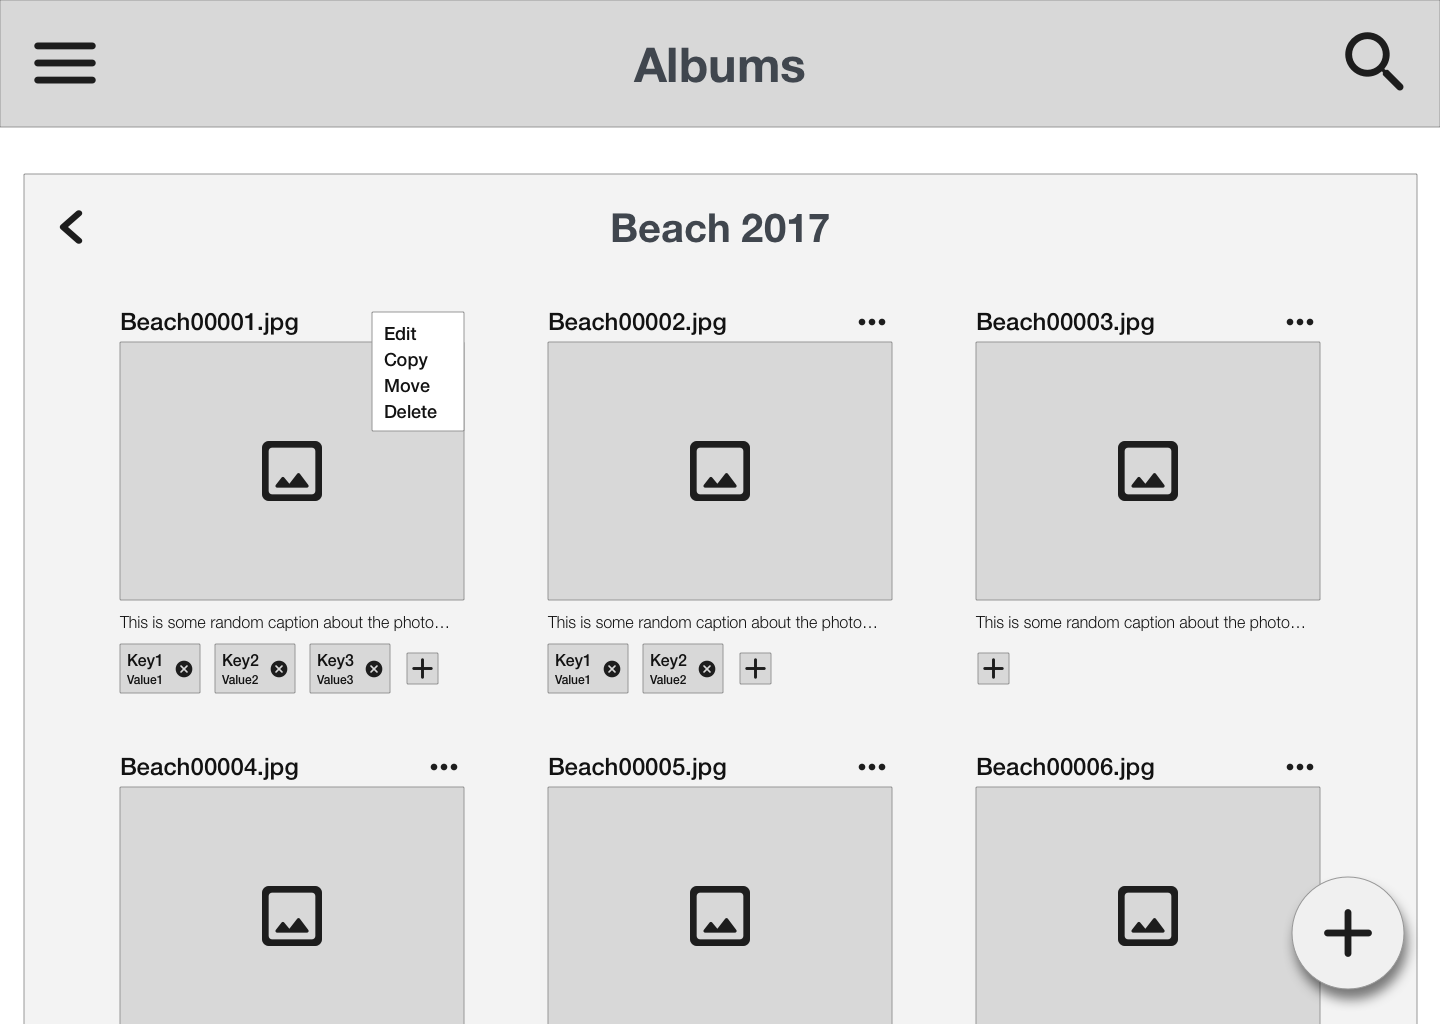 Albums
Beach 2017
Beach00001.jpg
Edit
Copy
Move
Delete
Beach00002.jpg
Beach00003.jpg
This is some random caption about the photo…
This is some random caption about the photo…
This is some random caption about the photo…
Key1
Value1
Key2
Value2
Key3
Value3
Key1
Value1
Key2
Value2
Beach00004.jpg
Beach00005.jpg
Beach00006.jpg